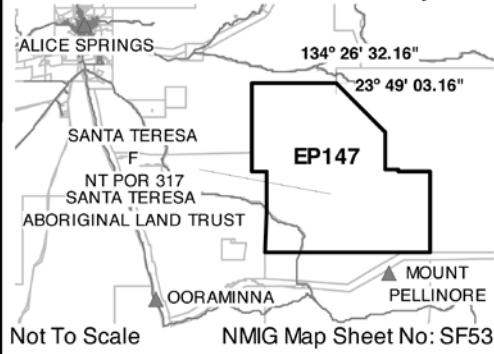 ALICE SPRINGS
134° 26' 32.16"
23° 49' 03.16"
SANTA TERESA
F
NT POR 317
SANTA TERESA
ABORIGINAL LAND TRUST
EP147
MOUNT
PELLINORE
OORAMINNA
Not To Scale
NMIG Map Sheet No: SF53